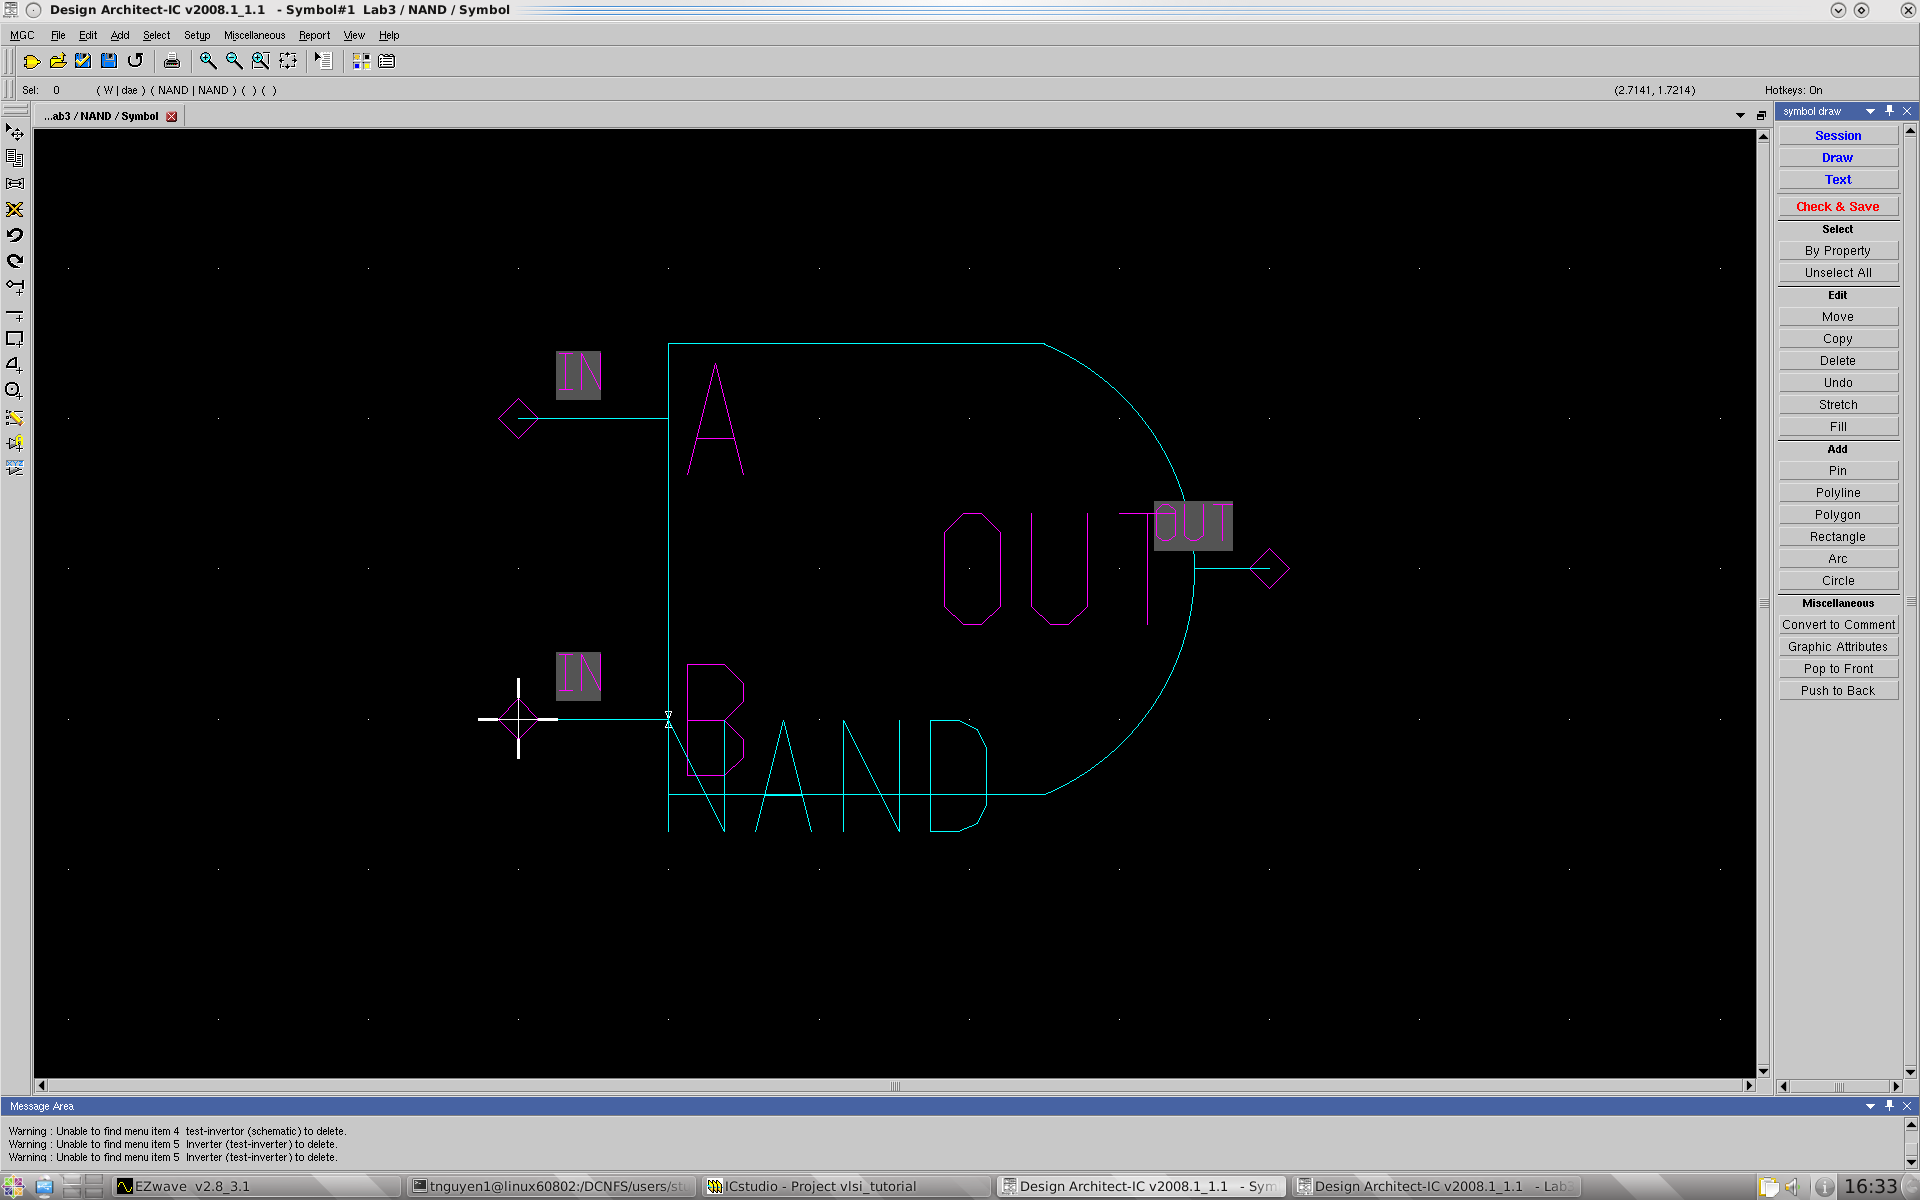 Design Architect-IC v2008.1_1.1 - Symbol#1 Lab3 / NAND / Symbol
MGC File Edit Add Select Setup Miscellaneous Report View Help
Sel: 0 ( W | dae ) ( NAND | NAND ) ( ) ( ) (2.7141, 1.7214) Hotkeys: On
...ab3 / NAND / Symbol
symbol draw
Session
Draw
Text
Check & Save
Select
By Property
Unselect All
Edit
Move
Copy
Delete
Undo
Stretch
Fill
Add
Pin
Polyline
Polygon
Rectangle
Arc
Circle
Miscellaneous
Convert to Comment
Graphic Attributes
Pop to Front
Push to Back
IN
A
OUT
OUT
IN
B
NAND
Message Area
Warning : Unable to find menu item 4 test-invertor (schematic) to delete.
Warning : Unable to find menu item 5 Inverter (test-inverter) to delete.
Warning : Unable to find menu item 5 Inverter (test-inverter) to delete.
EZwave v2.8_3.1
tnguyen1@linux60802:/DCNFS/users/st
ICstudio - Project vlsi_tutorial
Design Architect-IC v2008.1_1.1 - Sym
Design Architect-IC v2008.1_1.1 - Lab3
16:33